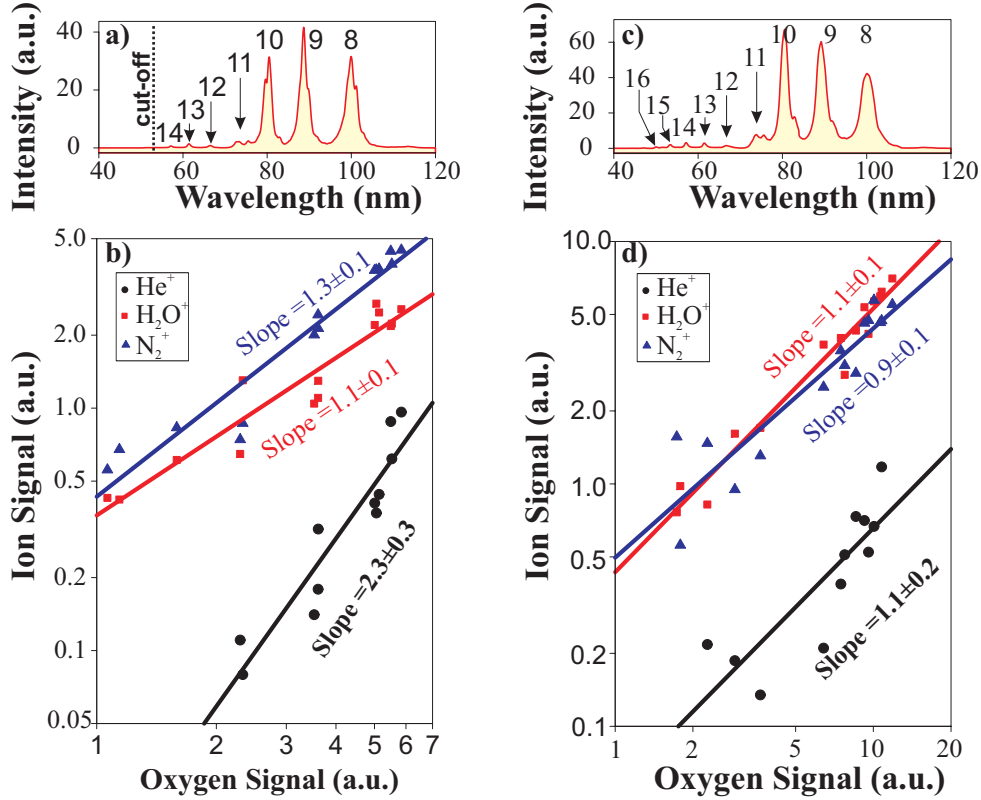 a)
Intensity (a.u.)
40
20
0
cut-off
14
13
12
11
10
9
8
40 60 80 100 120
Wavelength (nm)
c)
Intensity (a.u.)
60
40
20
0
16
15
14
13
12
11
10
9
8
40 60 80 100 120
Wavelength (nm)
b)
Ion Signal (a.u.)
5.0
2.0
1.0
0.5
0.2
0.1
0.05
He+
H2O+
N2+
Slope =1.3±0.1
Slope =1.1±0.1
Slope =2.3±0.3
1 2 3 4 5 6 7
Oxygen Signal (a.u.)
d)
Ion Signal (a.u.)
10.0
5.0
2.0
1.0
0.5
0.2
0.1
He+
H2O+
N2+
Slope =1.1±0.1
Slope =0.9±0.1
Slope =1.1±0.2
1 2 5 10 20
Oxygen Signal (a.u.)